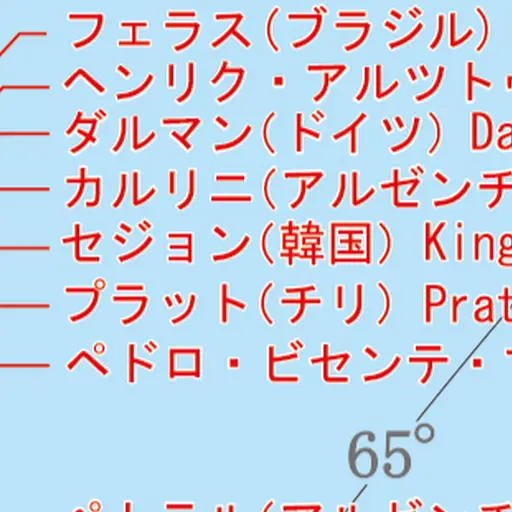 フェラス(ブラジル)
ヘンリク・アルツト・
ダルマン(ドイツ) Da
カルリニ(アルゼンチ
セジョン(韓国) King
プラット(チリ) Prat
ペドロ・ビセンテ・
65°